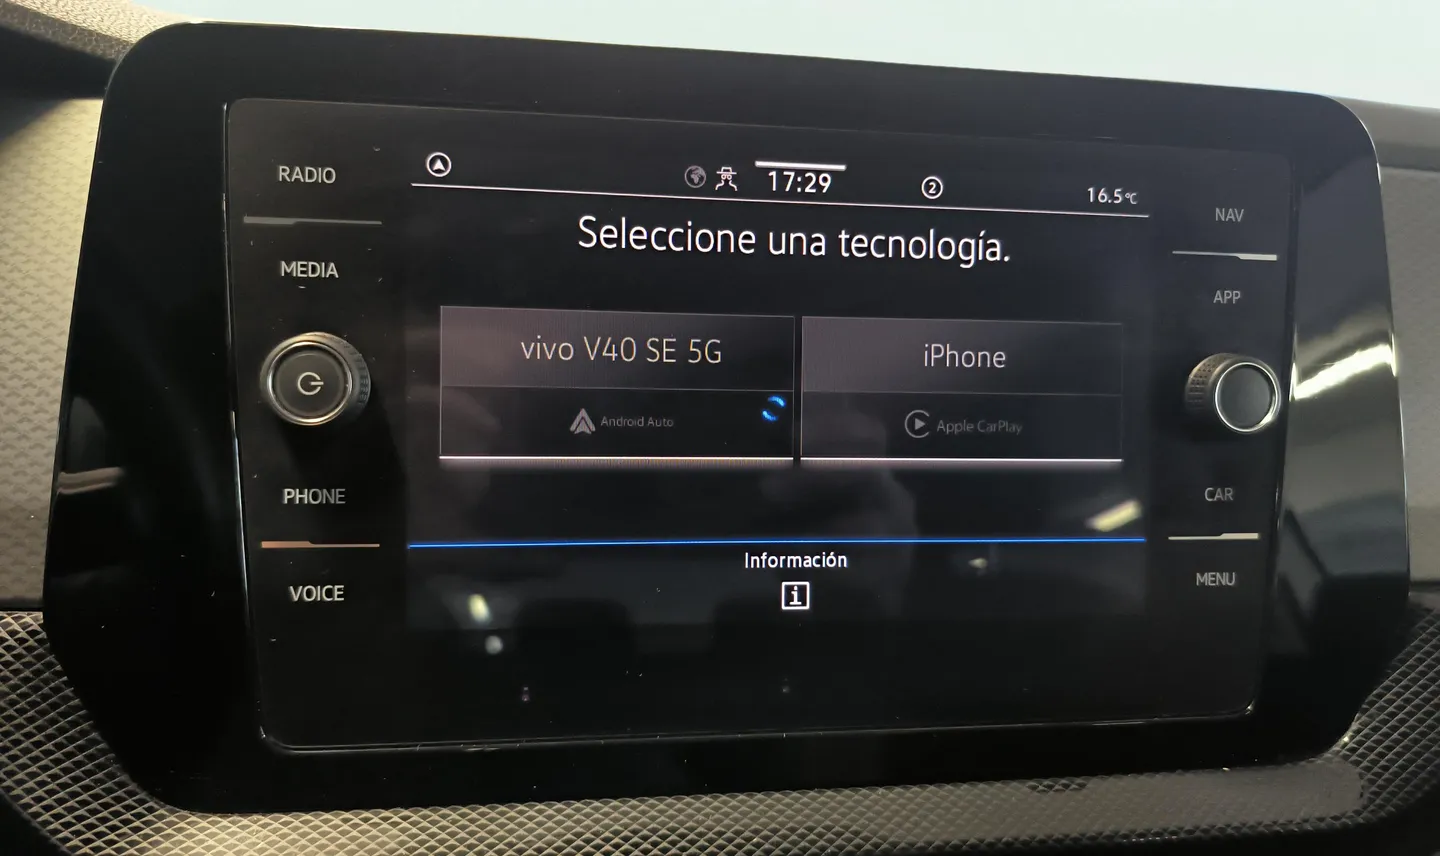 RADIO
MEDIA
PHONE
VOICE
17:29
2
16.5°C
Seleccione una tecnología.
vivo V40 SE 5G
Android Auto
iPhone
Apple CarPlay
Información
i
NAV
APP
CAR
MENU